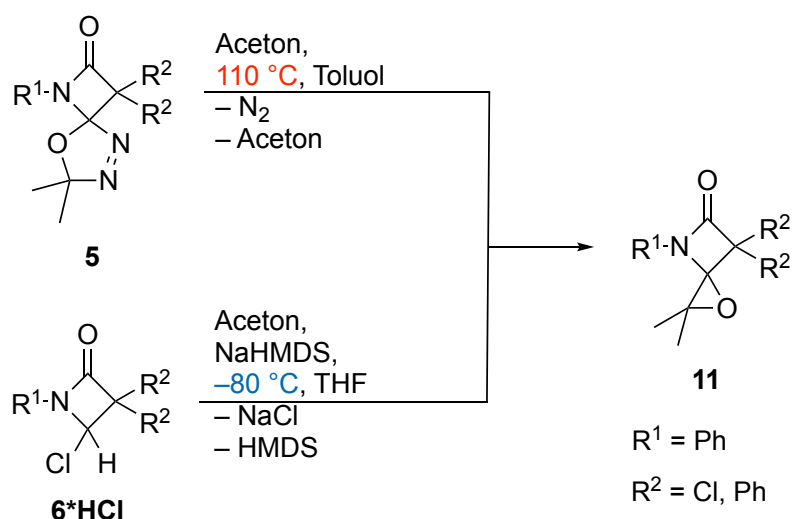 O
R¹-N
R²
R²
O
N
N
5
Aceton,
110 °C, Toluol
– N₂
– Aceton
O
R¹-N
R²
R²
Cl
H
6*HCl
Aceton,
NaHMDS,
–80 °C, THF
– NaCl
– HMDS
O
R¹-N
R²
R²
O
11
R¹ = Ph
R² = Cl, Ph